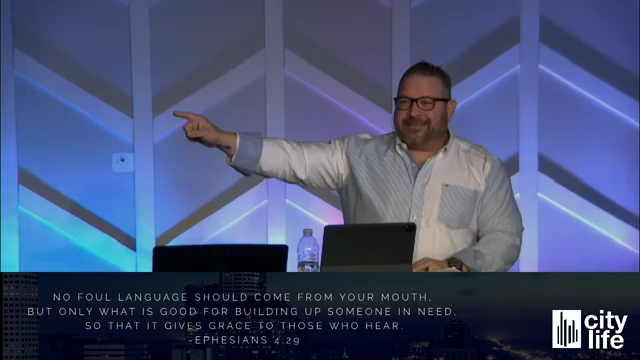 NO FOUL LANGUAGE SHOULD COME FROM YOUR MOUTH,
BUT ONLY WHAT IS GOOD FOR BUILDING UP SOMEONE IN NEED,
SO THAT IT GIVES GRACE TO THOSE WHO HEAR.
-EPHESIANS 4:29
city
life